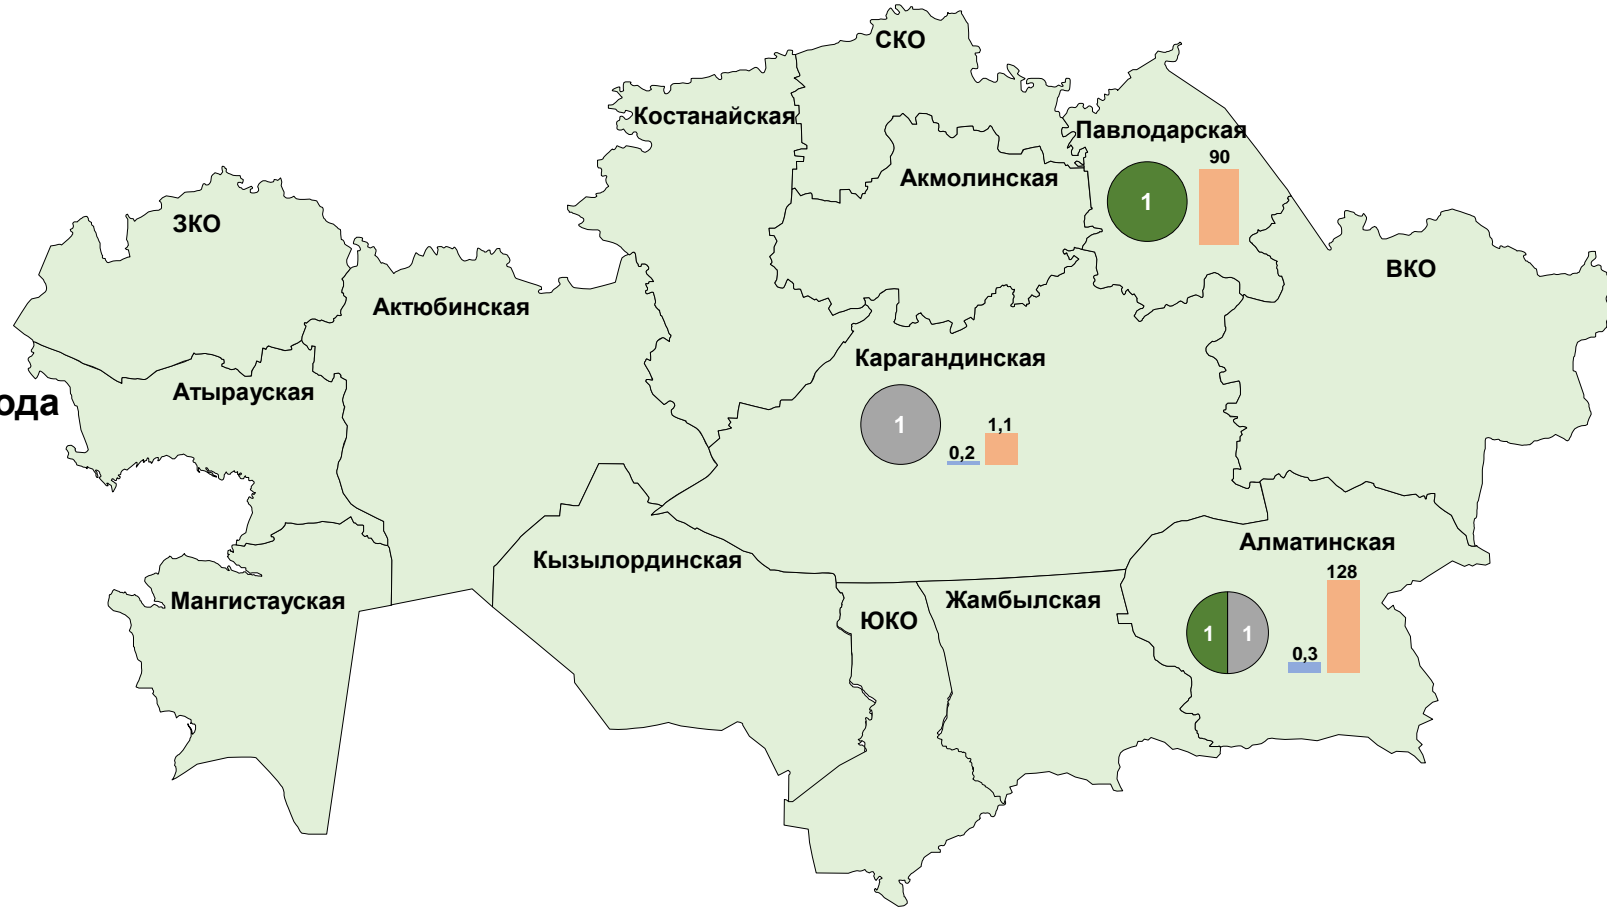 СКО
Костанайская
Павлодарская
90
1
Акмолинская
ЗКО
ВКО
Актюбинская
Карагандинская
1
0,2
1,1
Атырауская
ода
Алматинская
128
1 1
0,3
Кызылординская
Мангистауская
ЮКО
Жамбылская